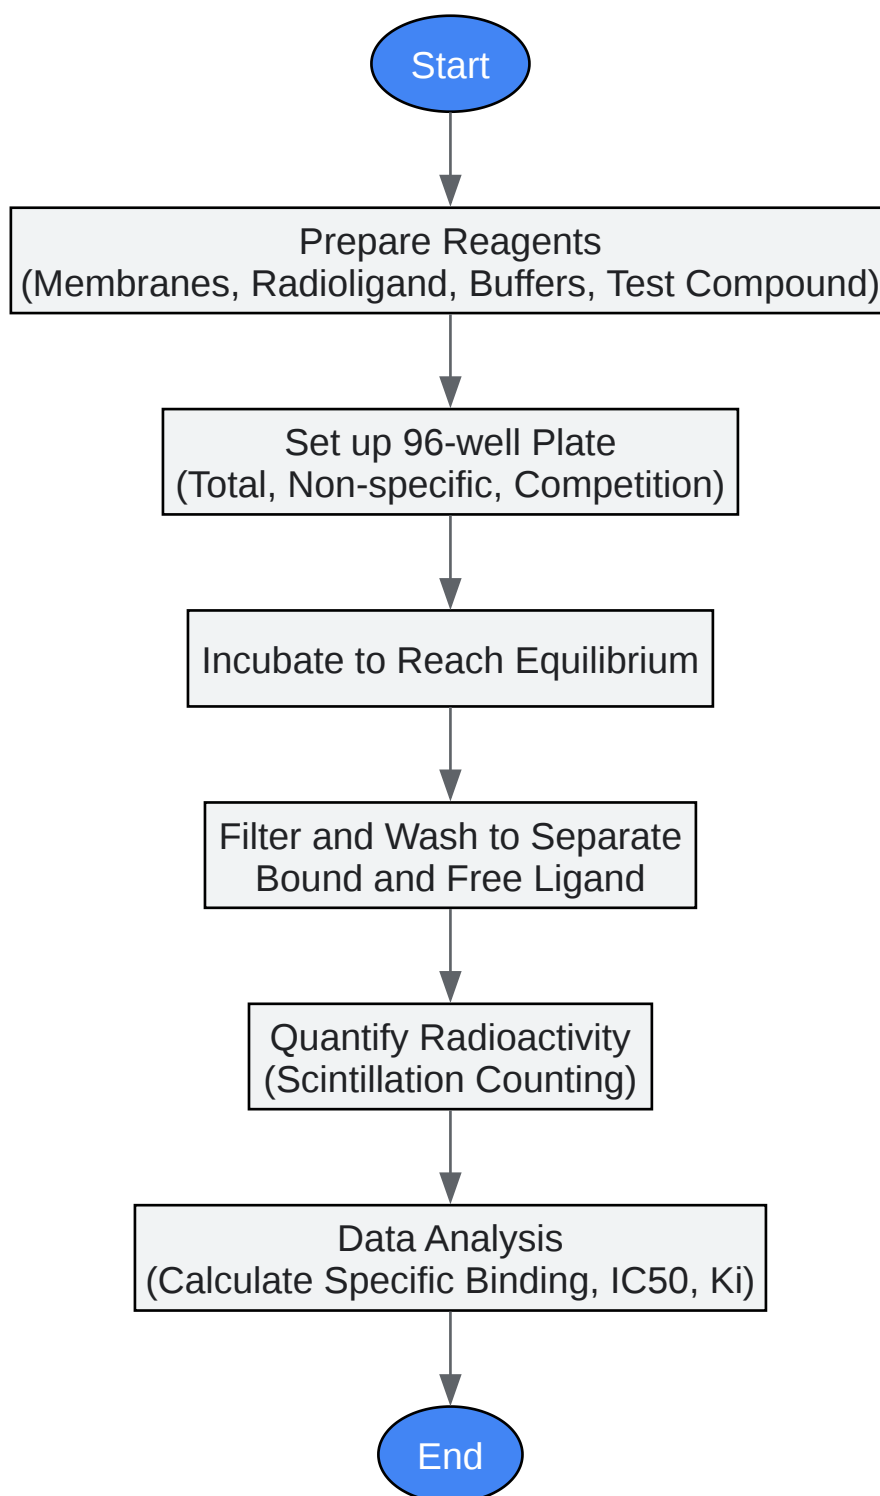 Start
Prepare Reagents
(Membranes, Radioligand, Buffers, Test Compound)
Set up 96-well Plate
(Total, Non-specific, Competition)
Incubate to Reach Equilibrium
Filter and Wash to Separate
Bound and Free Ligand
Quantify Radioactivity
(Scintillation Counting)
Data Analysis
(Calculate Specific Binding, IC50, Ki)
End